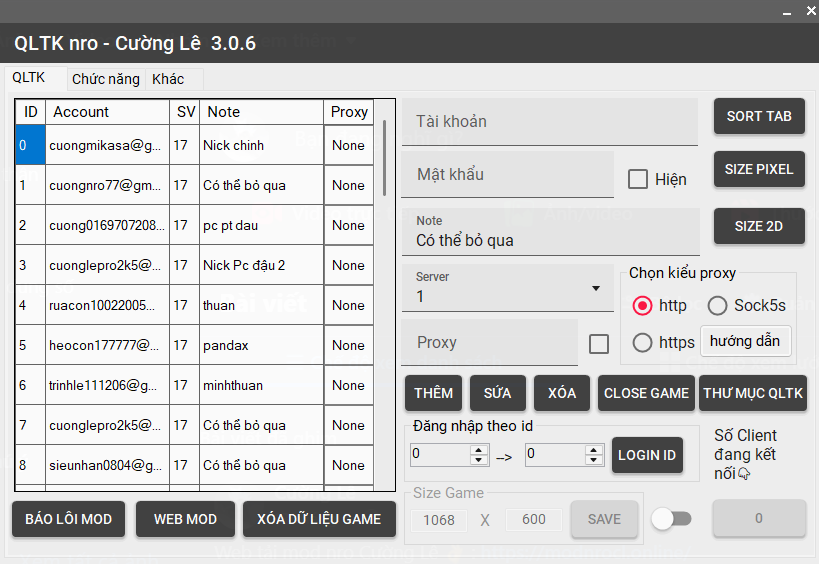 QLTK nro - Cường Lê 3.0.6
QLTK Chức năng Khác
ID Account SV Note Proxy
0 cuongmikasa@g... 17 Nick chinh None
1 cuongnro77@gm... 17 Có thể bỏ qua None
2 cuong0169707208... 17 pc pt dau None
3 cuonglepro2k5@... 17 Nick Pc đậu 2 None
4 ruacon10022005... 17 thuan None
5 heocon177777@... 17 pandax None
6 trinhle111206@g... 17 minhthuan None
7 cuonglepro2k5@... 17 Có thể bỏ qua None
8 sieunhan0804@g... 17 Có thể bỏ qua None
BÁO LỖI MOD WEB MOD XÓA DỮ LIỆU GAME
Tài khoản
SORT TAB
Mật khẩu
Hiện
SIZE PIXEL
Note
Có thể bỏ qua
SIZE 2D
Server
1
Chọn kiểu proxy
http Sock5s
Proxy
https hướng dẫn
THÊM SỬA XÓA CLOSE GAME THƯ MỤC QLTK
Đăng nhập theo id
0 --> 0 LOGIN ID
Số Client
đang kết
nối👇
Size Game
1068 X 600 SAVE
0